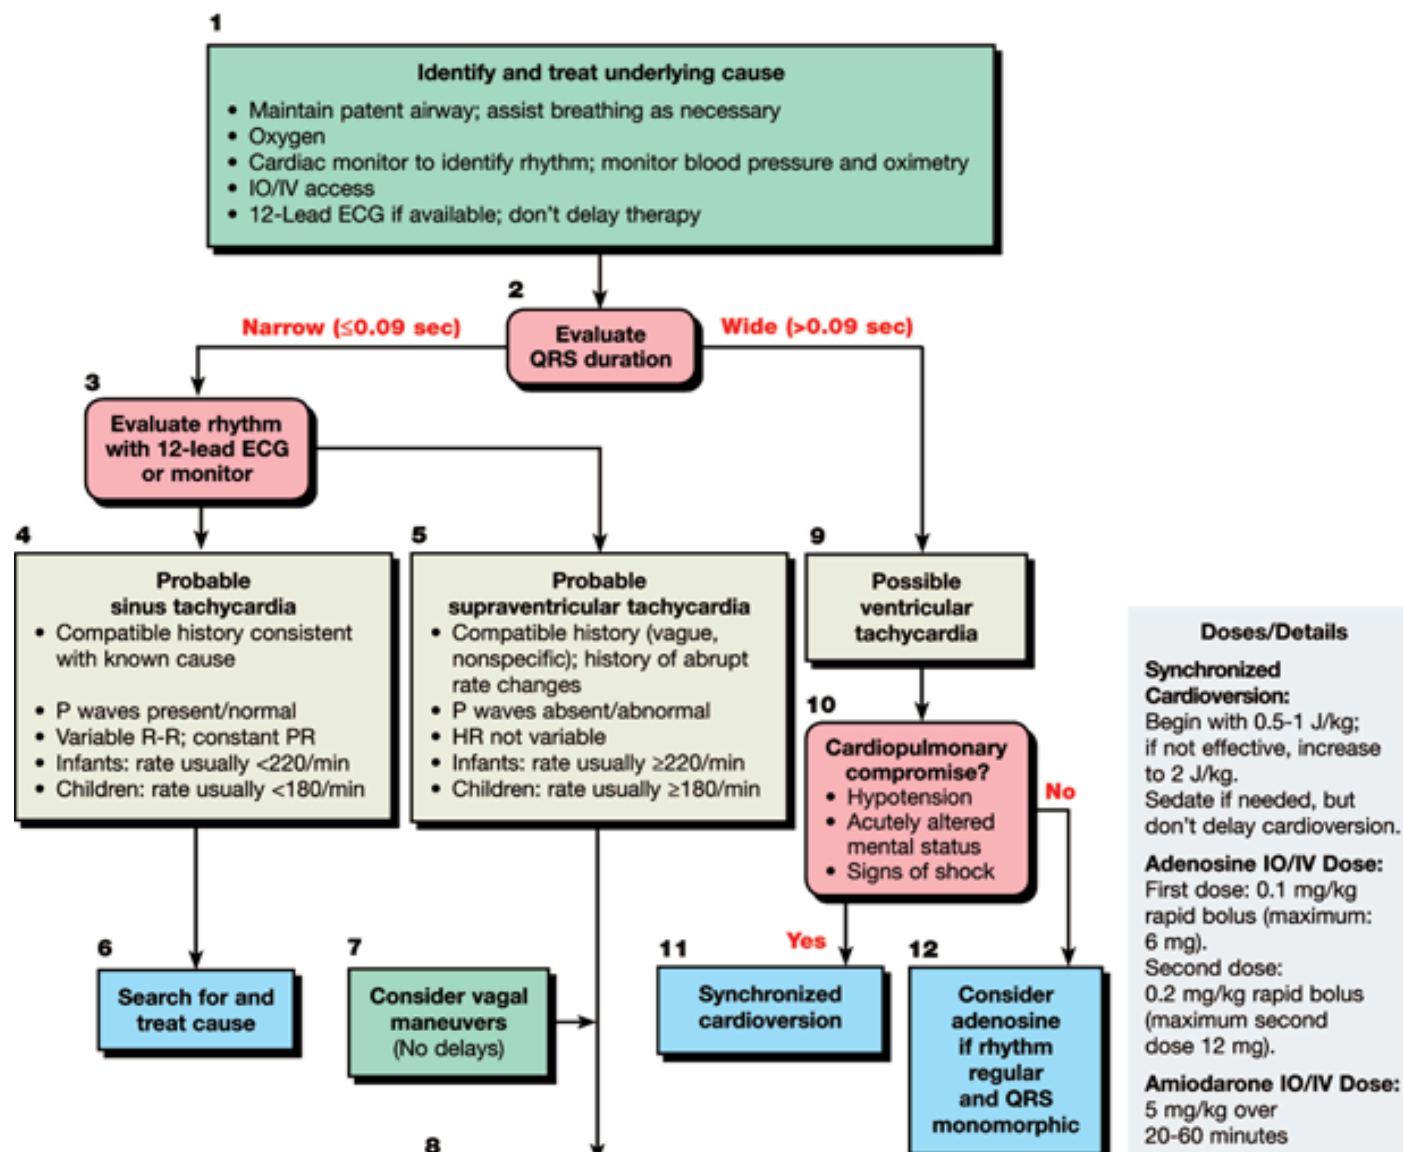 1
Identify and treat underlying cause
• Maintain patent airway; assist breathing as necessary
• Oxygen
• Cardiac monitor to identify rhythm; monitor blood pressure and oximetry
• IO/IV access
• 12-Lead ECG if available; don't delay therapy
2
Narrow (≤0.09 sec)
Evaluate
QRS duration
Wide (>0.09 sec)
3
Evaluate rhythm
with 12-lead ECG
or monitor
4
Probable
sinus tachycardia
• Compatible history consistent
with known cause
• P waves present/normal
• Variable R-R; constant PR
• Infants: rate usually <220/min
• Children: rate usually <180/min
5
Probable
supraventricular tachycardia
• Compatible history (vague,
nonspecific); history of abrupt
rate changes
• P waves absent/abnormal
• HR not variable
• Infants: rate usually ≥220/min
• Children: rate usually ≥180/min
9
Possible
ventricular
tachycardia
10
Cardiopulmonary
compromise?
• Hypotension
• Acutely altered
mental status
• Signs of shock
No
Yes
6
Search for and
treat cause
7
Consider vagal
maneuvers
(No delays)
11
Synchronized
cardioversion
12
Consider
adenosine
if rhythm
regular
and QRS
monomorphic
8
Doses/Details
Synchronized
Cardioversion:
Begin with 0.5-1 J/kg;
if not effective, increase
to 2 J/kg.
Sedate if needed, but
don't delay cardioversion.
Adenosine IO/IV Dose:
First dose: 0.1 mg/kg
rapid bolus (maximum:
6 mg).
Second dose:
0.2 mg/kg rapid bolus
(maximum second
dose 12 mg).
Amiodarone IO/IV Dose:
5 mg/kg over
20-60 minutes